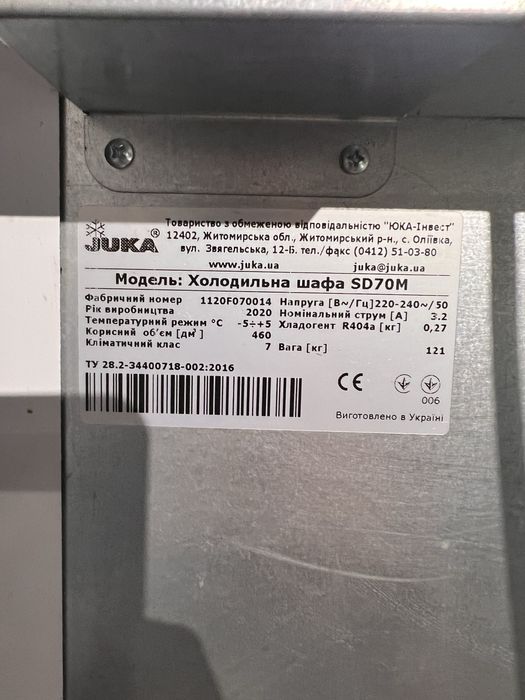 JUKA ®
Товариство з обмеженою відповідальністю "ЮКА-Інвест"
12402, Житомирська обл., Житомирський р-н., с. Оліївка,
вул. Звягельська, 12-Б. тел./факс (0412) 51-03-80
www.juka.ua juka@juka.ua
Модель: Холодильна шафа SD70M
Фабричний номер 1120F070014 Напруга [В~/Гц]220-240~/50
Рік виробництва 2020 Номінальний струм [А] 3.2
Температурний режим °С -5÷+5 Хладогент R404a [кг] 0,27
Корисний об'єм [дм³] 460
Кліматичний клас 7 Вага [кг] 121
ТУ 28.2-34400718-002:2016
CE
006
Виготовлено в Україні